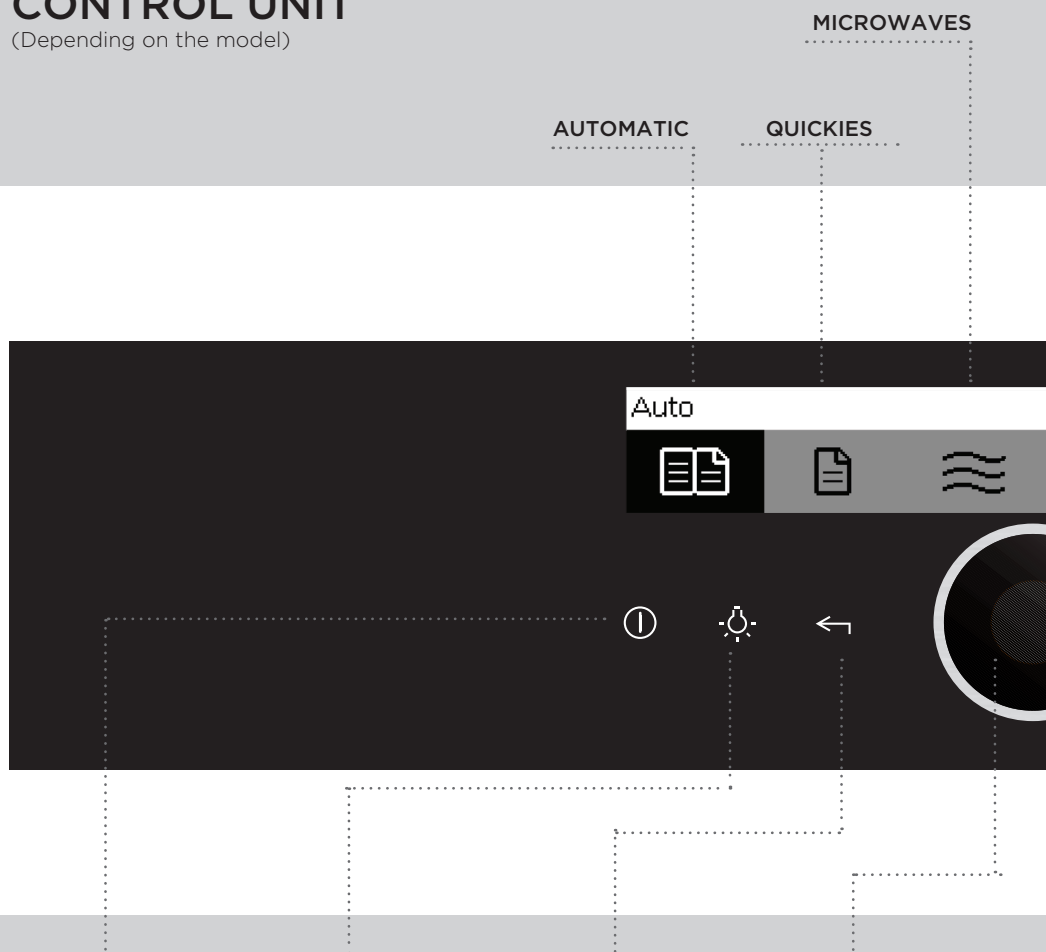 CONTROL UNIT
(Depending on the model)
MICROWAVES
AUTOMATIC
QUICKIES
Auto